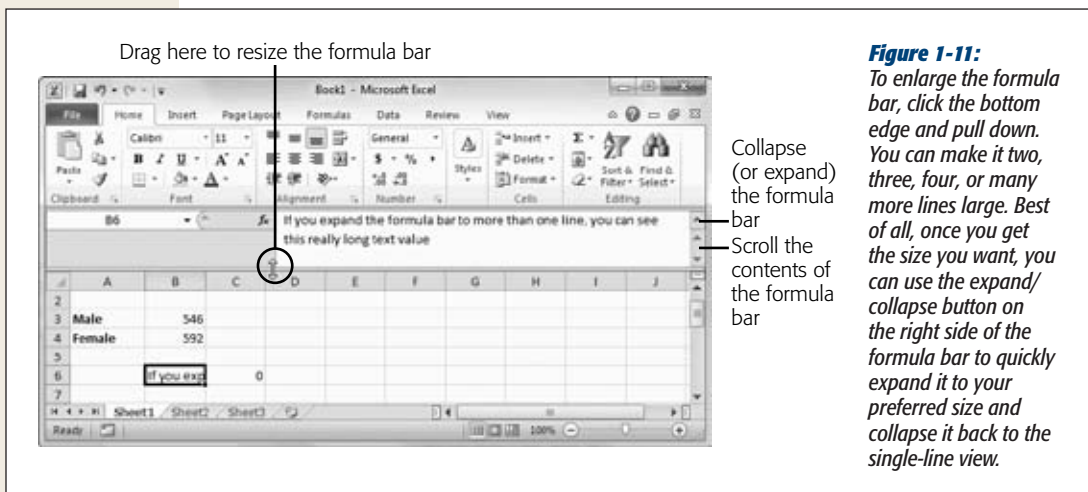 Drag here to resize the formula bar
Book1 - Microsoft Excel
File Home Insert Page Layout Formulas Data Review View
Calibri 11 General Insert Σ
Paste B I U A A $ % , Styles Delete Sort & Find &
A Format Filter Select
Clipboard Font Alignment Number Cells Editing
B6 fx If you expand the formula bar to more than one line, you can see
this really long text value
A B C D E F G H I J
2
3 Male 546
4 Female 592
5
6 If you exp 0
7
Sheet1 Sheet2 Sheet3
Ready 100%
Collapse
(or expand)
the formula
bar
Scroll the
contents of
the formula
bar
Figure 1-11:
To enlarge the formula
bar, click the bottom
edge and pull down.
You can make it two,
three, four, or many
more lines large. Best
of all, once you get
the size you want, you
can use the expand/
collapse button on
the right side of the
formula bar to quickly
expand it to your
preferred size and
collapse it back to the
single-line view.